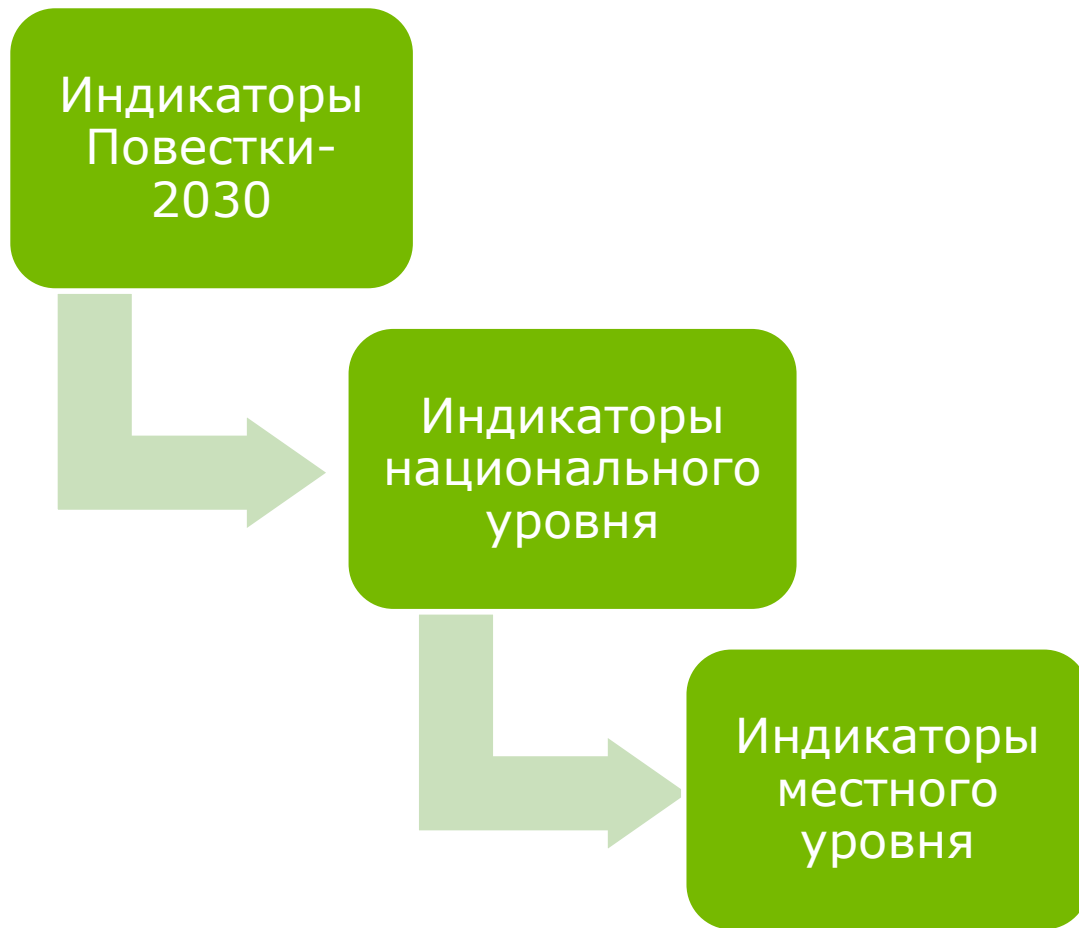 Индикаторы
Повестки-
2030
Индикаторы
национального
уровня
Индикаторы
местного
уровня